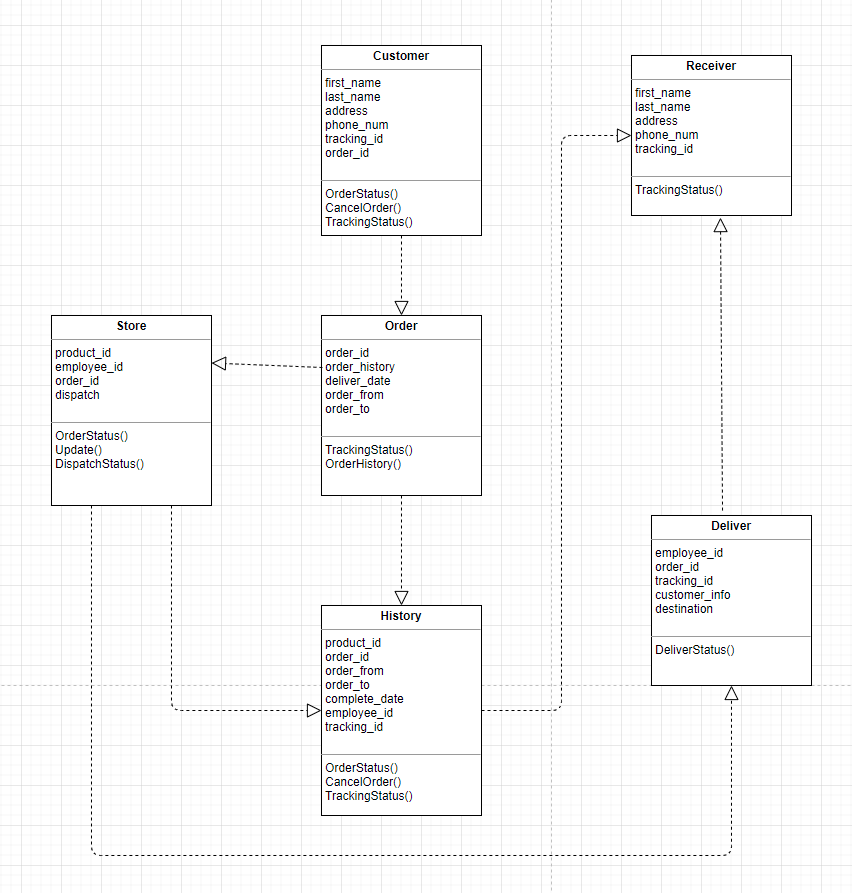 Customer
first_name
last_name
address
phone_num
tracking_id
order_id
OrderStatus()
CancelOrder()
TrackingStatus()
Receiver
first_name
last_name
address
phone_num
tracking_id
TrackingStatus()
Store
product_id
employee_id
order_id
dispatch
OrderStatus()
Update()
DispatchStatus()
Order
order_id
order_history
deliver_date
order_from
order_to
TrackingStatus()
OrderHistory()
Deliver
employee_id
order_id
tracking_id
customer_info
destination
DeliverStatus()
History
product_id
order_id
order_from
order_to
complete_date
employee_id
tracking_id
OrderStatus()
CancelOrder()
TrackingStatus()